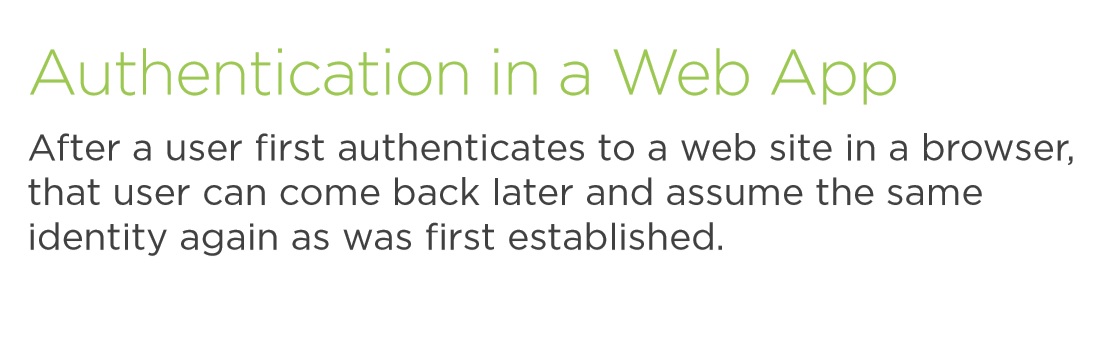 Authentication in a Web App
After a user first authenticates to a web site in a browser,
that user can come back later and assume the same
identity again as was first established.